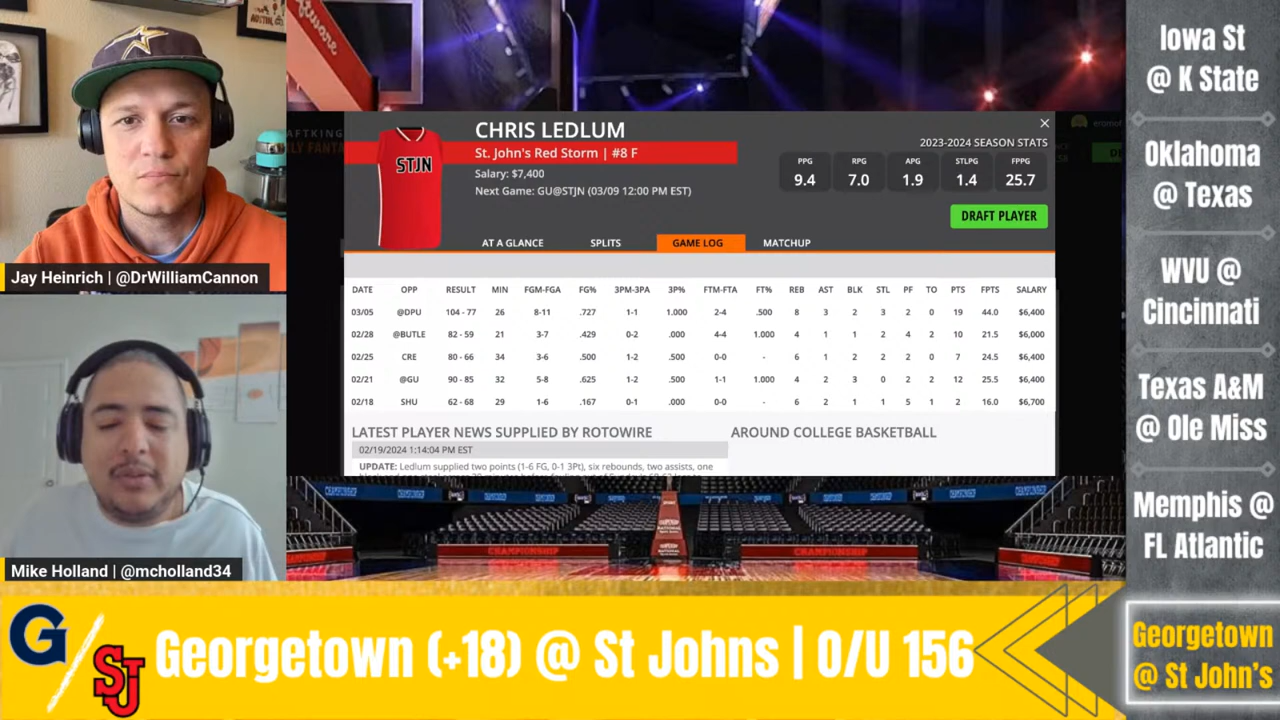 Jay Heinrich | @DrWilliamCannon
Mike Holland | @mcholland34
STJN
CHRIS LEDLUM
St. John's Red Storm | #8 F
Salary: $7,400
Next Game: GU@STJN (03/09 12:00 PM EST)
2023-2024 SEASON STATS
PPG RPG APG STLPG FPPG
9.4 7.0 1.9 1.4 25.7
DRAFT PLAYER
AT A GLANCE SPLITS GAME LOG MATCHUP
DATE OPP RESULT MIN FGM-FGA FG% 3PM-3PA 3P% FTM-FTA FT% REB AST BLK STL PF TO PTS FPTS SALARY
03/05 @DPU 104 - 77 26 8-11 .727 1-1 1.000 2-4 .500 8 3 2 3 2 0 19 44.0 $6,400
02/28 @BUTLE 82 - 59 21 3-7 .429 0-2 .000 4-4 1.000 4 1 1 2 4 2 10 21.5 $6,000
02/25 CRE 80 - 66 34 3-6 .500 1-2 .500 0-0 - 6 1 2 2 2 0 7 24.5 $6,400
02/21 @GU 90 - 85 32 5-8 .625 1-2 .500 1-1 1.000 4 2 3 0 2 2 12 25.5 $6,400
02/18 SHU 62 - 68 29 1-6 .167 0-1 .000 0-0 - 6 2 1 1 5 1 2 16.0 $6,700
LATEST PLAYER NEWS SUPPLIED BY ROTOWIRE
AROUND COLLEGE BASKETBALL
02/19/2024 1:14:04 PM EST
UPDATE: Ledlum supplied two points (1-6 FG, 0-1 3Pt), six rebounds, two assists, one
CHAMPIONSHIP
CHAMPIONSHIP
Iowa St
@ K State
Oklahoma
@ Texas
WVU @
Cincinnati
Texas A&M
@ Ole Miss
Memphis @
FL Atlantic
Georgetown
@ St John's
G
SJ
Georgetown (+18) @ St Johns | O/U 156